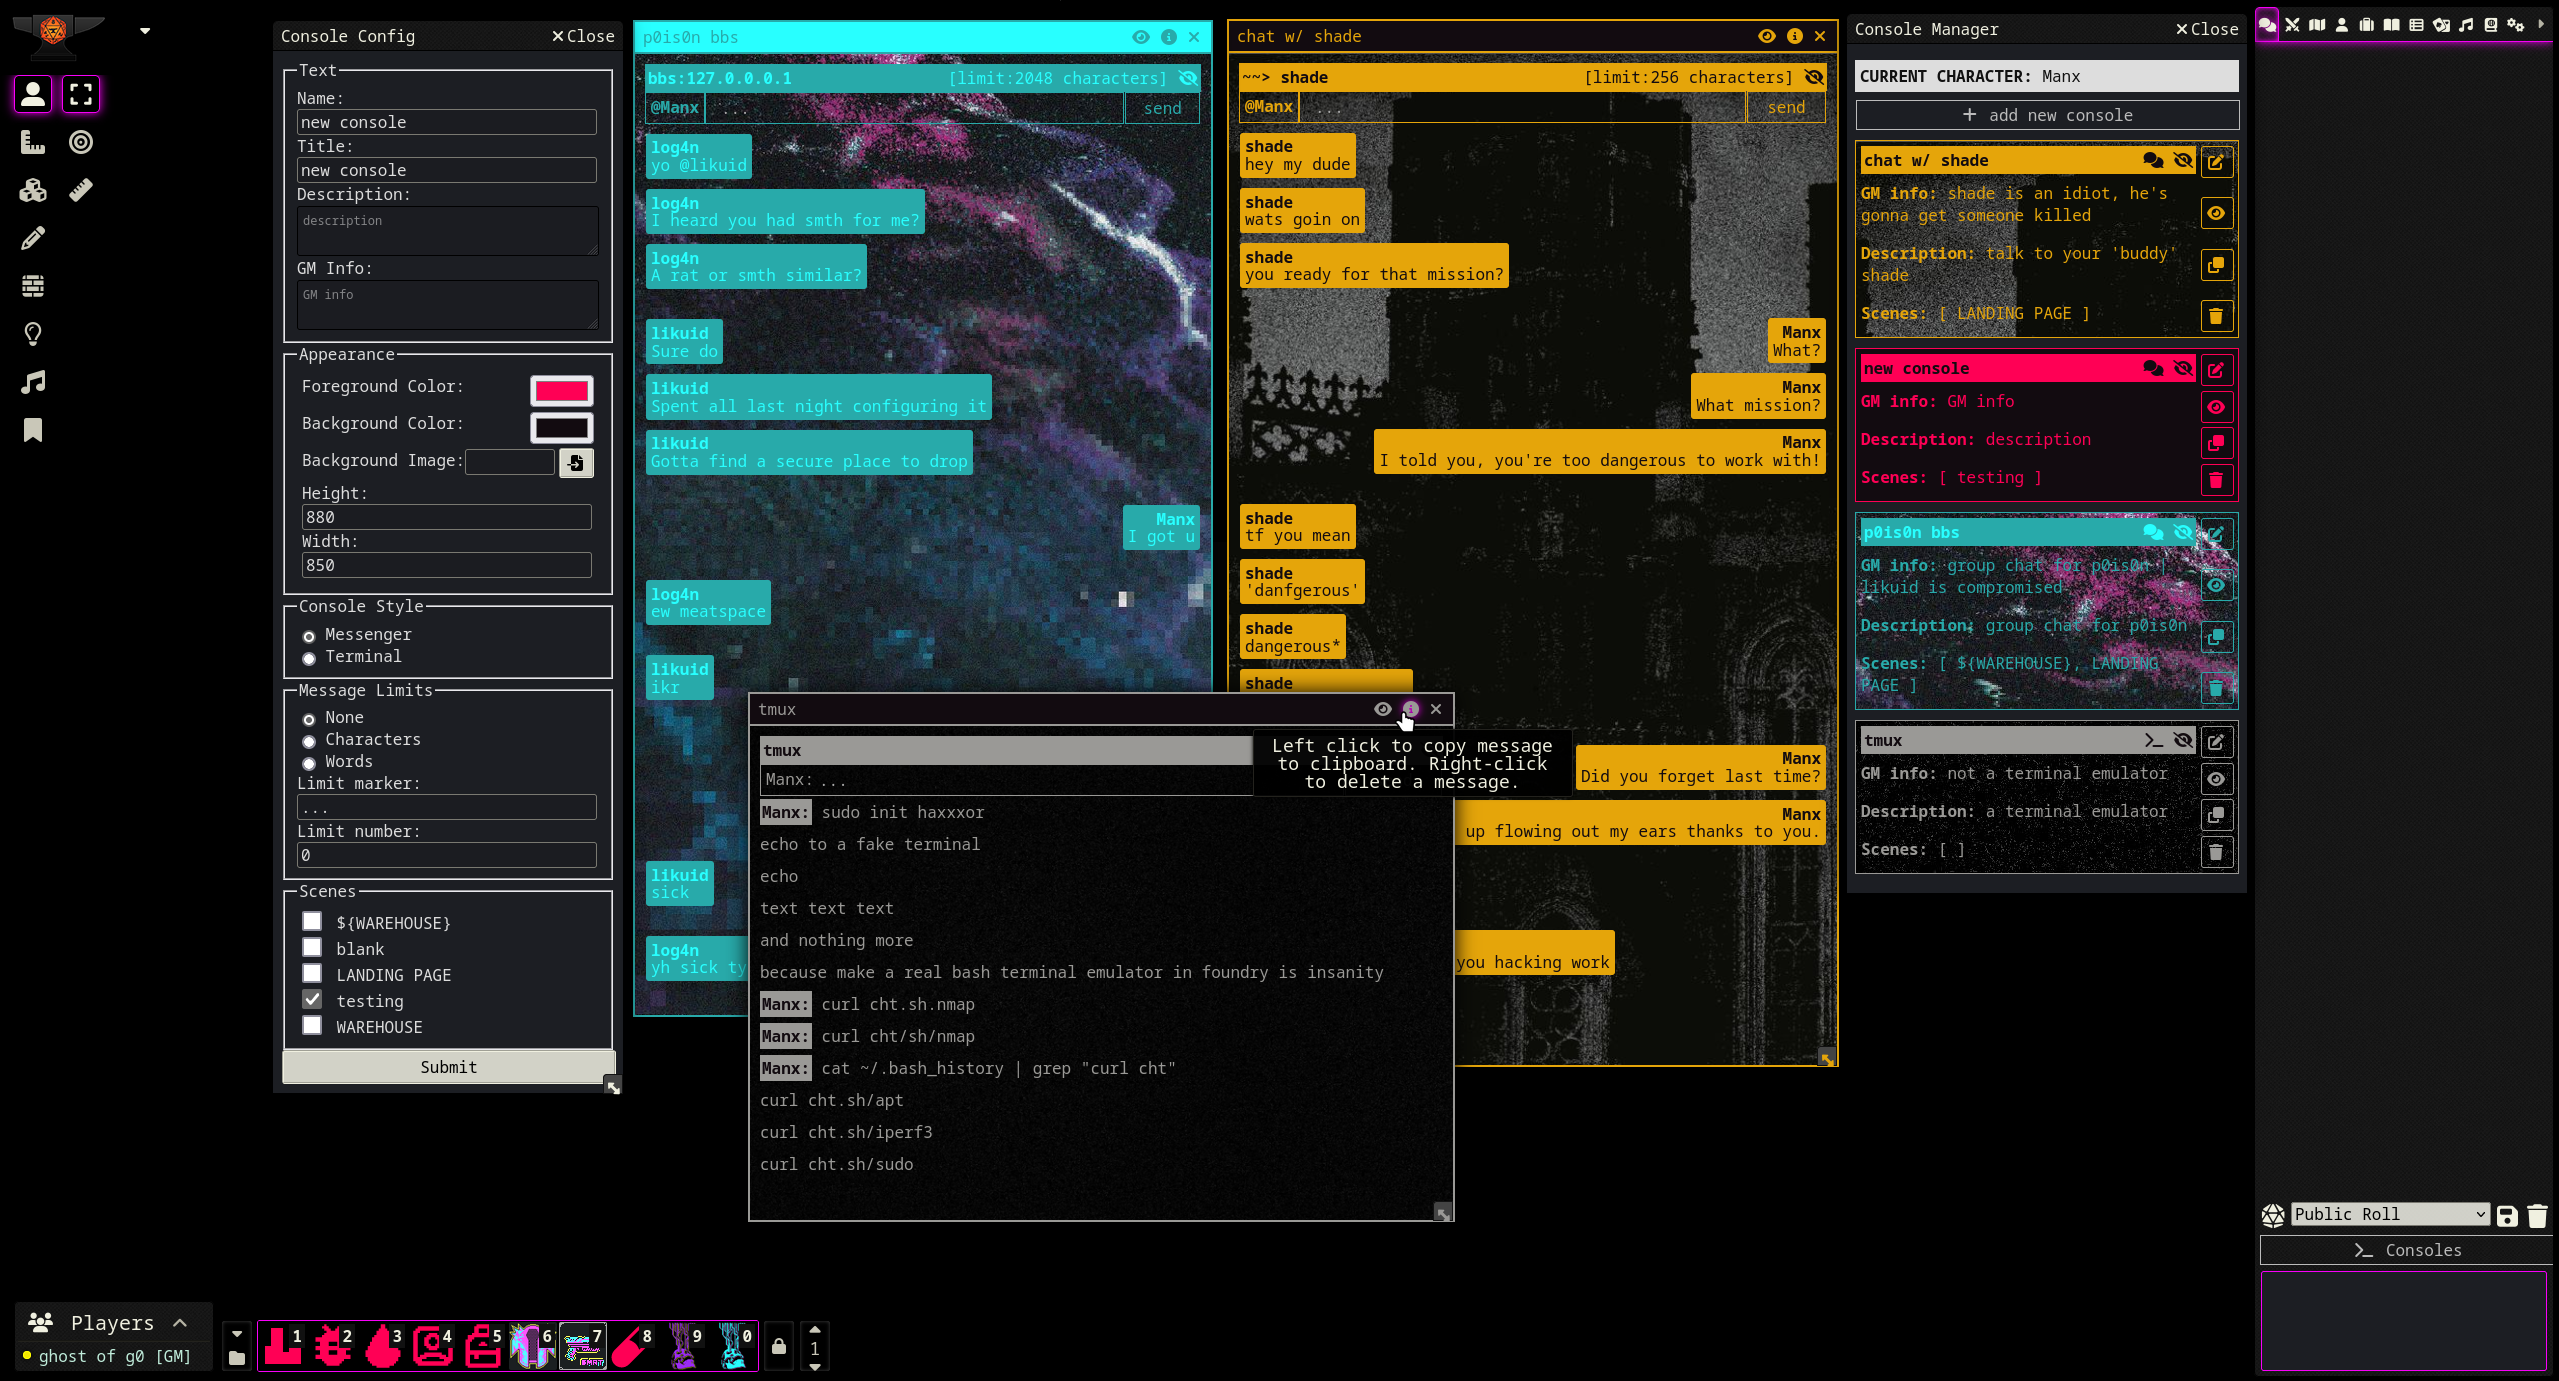 Console Config
Close
Text
Name:
new console
Title:
new console
Description:
description
GM Info:
GM info
Appearance
Foreground Color:
Background Color:
Background Image:
Height:
880
Width:
850
Console Style
Messenger
Terminal
Message Limits
None
Characters
Words
Limit marker:
...
Limit number:
0
Scenes
${WAREHOUSE}
blank
LANDING PAGE
testing
WAREHOUSE
Submit
p0is0n bbs
bbs:127.0.0.0.1 [limit:2048 characters]
@Manx ... send
log4n
yo @likuid
log4n
I heard you had smth for me?
log4n
A rat or smth similar?
likuid
Sure do
likuid
Spent all last night configuring it
likuid
Gotta find a secure place to drop
Manx
I got u
log4n
ew meatspace
likuid
ikr
likuid
sick
log4n
yh sick ty
chat w/ shade
~~> shade [limit:256 characters]
@Manx ... send
shade
hey my dude
shade
wats goin on
shade
you ready for that mission?
Manx
What?
Manx
What mission?
Manx
I told you, you're too dangerous to work with!
shade
tf you mean
shade
'danfgerous'
shade
dangerous*
shade
Manx
Did you forget last time?
Manx
up flowing out my ears thanks to you.
you hacking work
tmux
tmux
Manx: ...
Left click to copy message
to clipboard. Right-click
to delete a message.
Manx: sudo init haxxxor
echo to a fake terminal
echo
text text text
and nothing more
because make a real bash terminal emulator in foundry is insanity
Manx: curl cht.sh.nmap
Manx: curl cht/sh/nmap
Manx: cat ~/.bash_history | grep "curl cht"
curl cht.sh/apt
curl cht.sh/iperf3
curl cht.sh/sudo
Console Manager
Close
CURRENT CHARACTER: Manx
+ add new console
chat w/ shade
GM info: shade is an idiot, he's
gonna get someone killed
Description: talk to your 'buddy'
shade
Scenes: [ LANDING PAGE ]
new console
GM info: GM info
Description: description
Scenes: [ testing ]
p0is0n bbs
GM info: group chat for p0is0n |
likuid is compromised
Description: group chat for p0is0n
Scenes: [ ${WAREHOUSE}, LANDING
PAGE ]
tmux
GM info: not a terminal emulator
Description: a terminal emulator
Scenes: [ ]
Public Roll
Consoles
Players
ghost of g0 [GM]
1 2 3 4 5 6 7 8 9 0
1